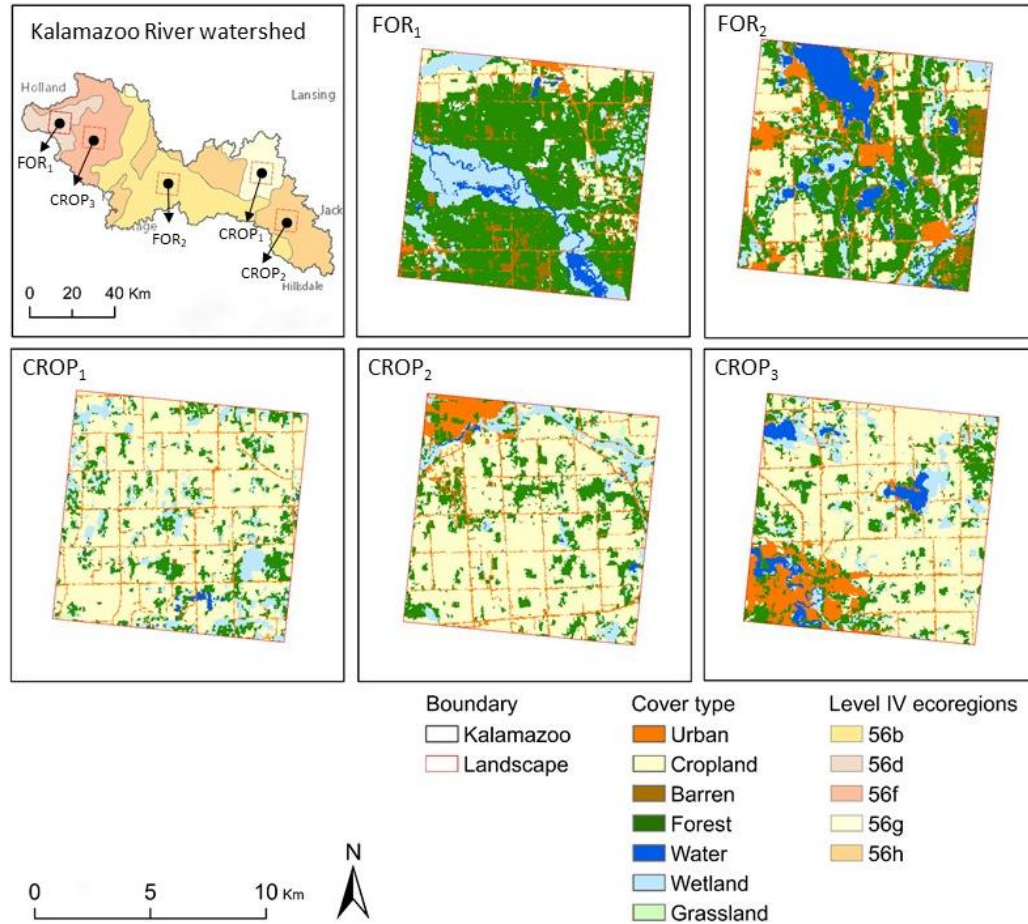 Kalamazoo River watershed
Holland
Lansing
FOR₁
CROP₃
FOR₂
CROP₁
CROP₂
Jack
Hillsdale
0 20 40 Km
FOR₁
FOR₂
CROP₁
CROP₂
CROP₃
Boundary
Kalamazoo
Landscape
Cover type
Urban
Cropland
Barren
Forest
Water
Wetland
Grassland
Level IV ecoregions
56b
56d
56f
56g
56h
N
0 5 10 Km